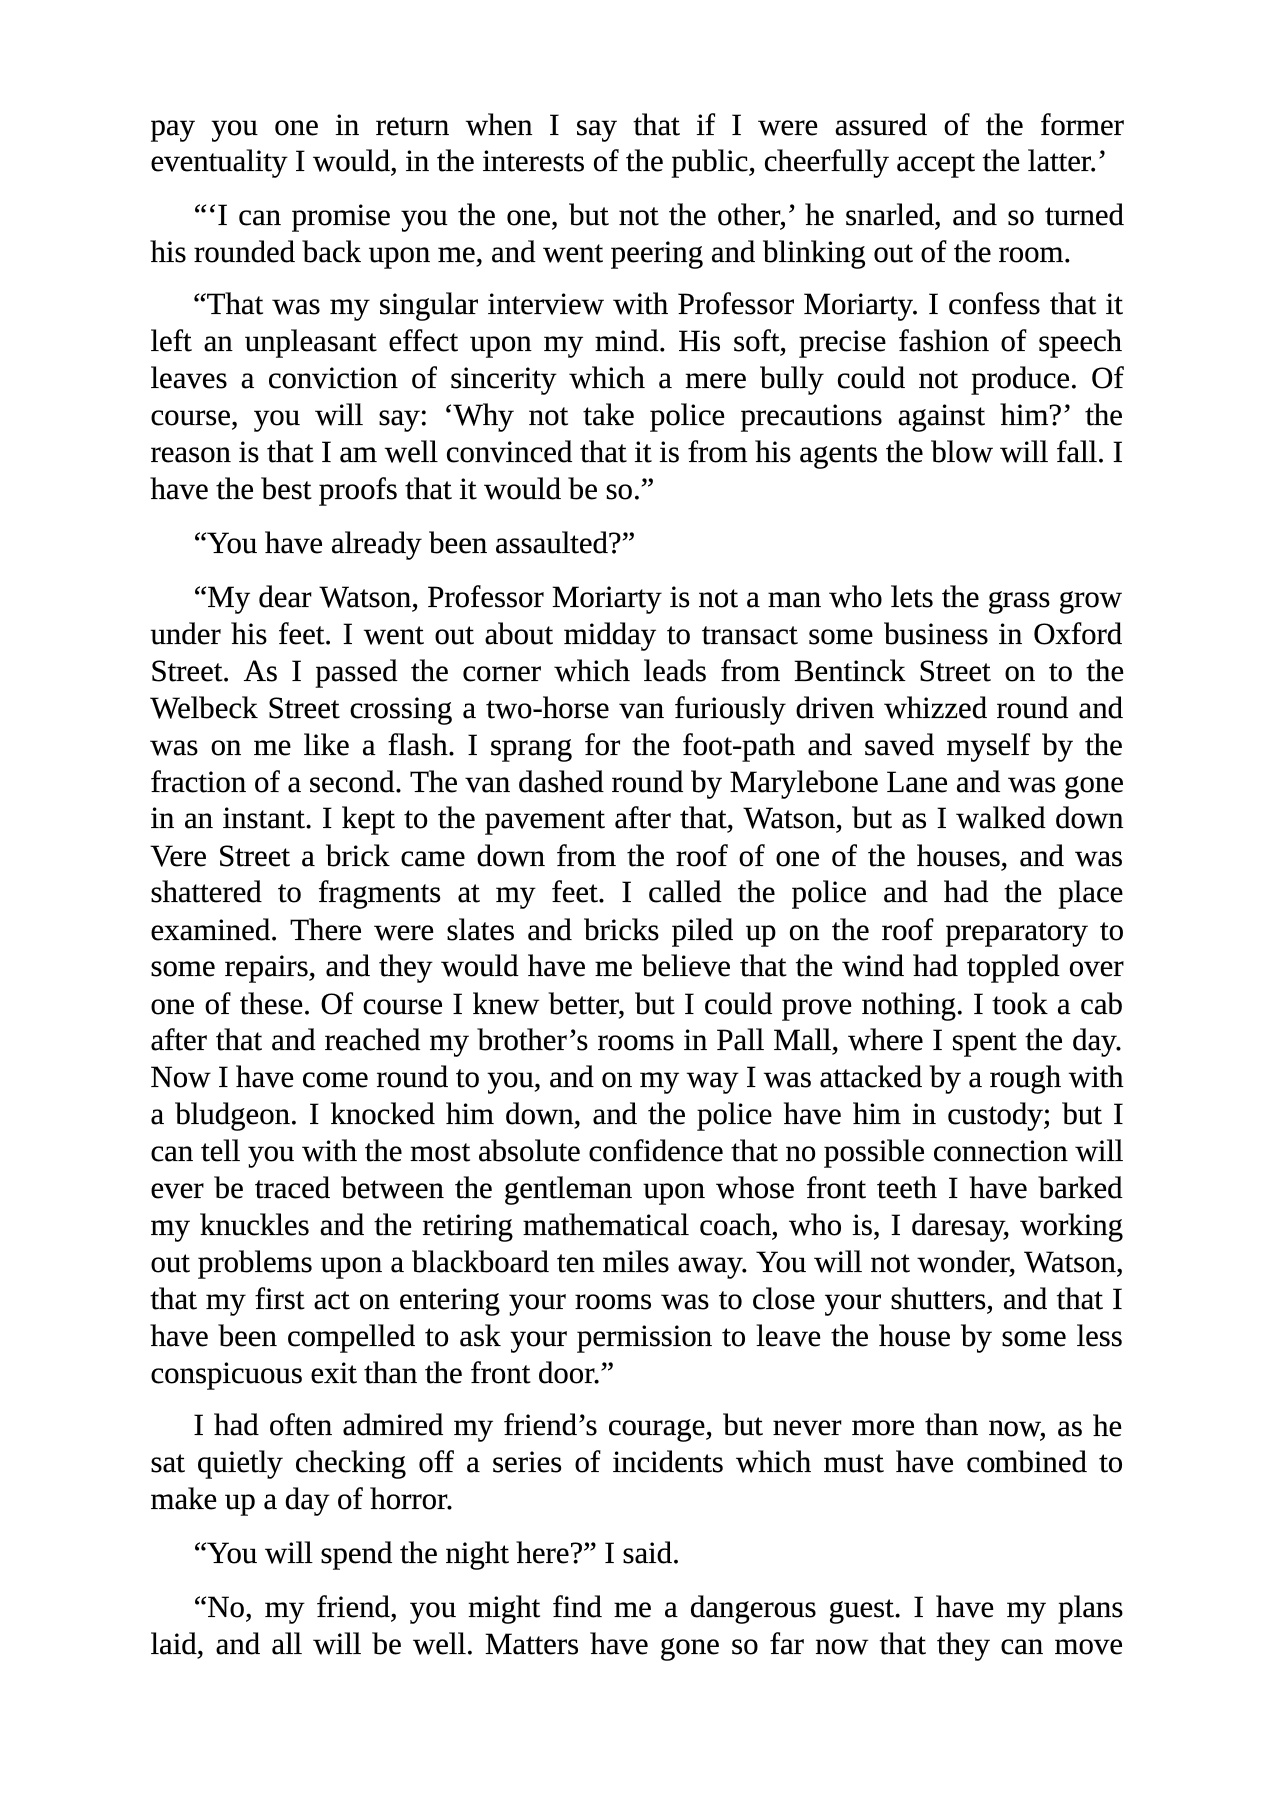 pay you one in return when I say that if I were assured of the former
eventuality I would, in the interests of the public, cheerfully accept the latter.’
“‘I can promise you the one, but not the other,’ he snarled, and so turned
his rounded back upon me, and went peering and blinking out of the room.
“That was my singular interview with Professor Moriarty. I confess that it
left an unpleasant effect upon my mind. His soft, precise fashion of speech
leaves a conviction of sincerity which a mere bully could not produce. Of
course, you will say: ‘Why not take police precautions against him?’ the
reason is that I am well convinced that it is from his agents the blow will fall. I
have the best proofs that it would be so.”
“You have already been assaulted?”
“My dear Watson, Professor Moriarty is not a man who lets the grass grow
under his feet. I went out about midday to transact some business in Oxford
Street. As I passed the corner which leads from Bentinck Street on to the
Welbeck Street crossing a two-horse van furiously driven whizzed round and
was on me like a flash. I sprang for the foot-path and saved myself by the
fraction of a second. The van dashed round by Marylebone Lane and was gone
in an instant. I kept to the pavement after that, Watson, but as I walked down
Vere Street a brick came down from the roof of one of the houses, and was
shattered to fragments at my feet. I called the police and had the place
examined. There were slates and bricks piled up on the roof preparatory to
some repairs, and they would have me believe that the wind had toppled over
one of these. Of course I knew better, but I could prove nothing. I took a cab
after that and reached my brother’s rooms in Pall Mall, where I spent the day.
Now I have come round to you, and on my way I was attacked by a rough with
a bludgeon. I knocked him down, and the police have him in custody; but I
can tell you with the most absolute confidence that no possible connection will
ever be traced between the gentleman upon whose front teeth I have barked
my knuckles and the retiring mathematical coach, who is, I daresay, working
out problems upon a blackboard ten miles away. You will not wonder, Watson,
that my first act on entering your rooms was to close your shutters, and that I
have been compelled to ask your permission to leave the house by some less
conspicuous exit than the front door.”
I had often admired my friend’s courage, but never more than now, as he
sat quietly checking off a series of incidents which must have combined to
make up a day of horror.
“You will spend the night here?” I said.
“No, my friend, you might find me a dangerous guest. I have my plans
laid, and all will be well. Matters have gone so far now that they can move